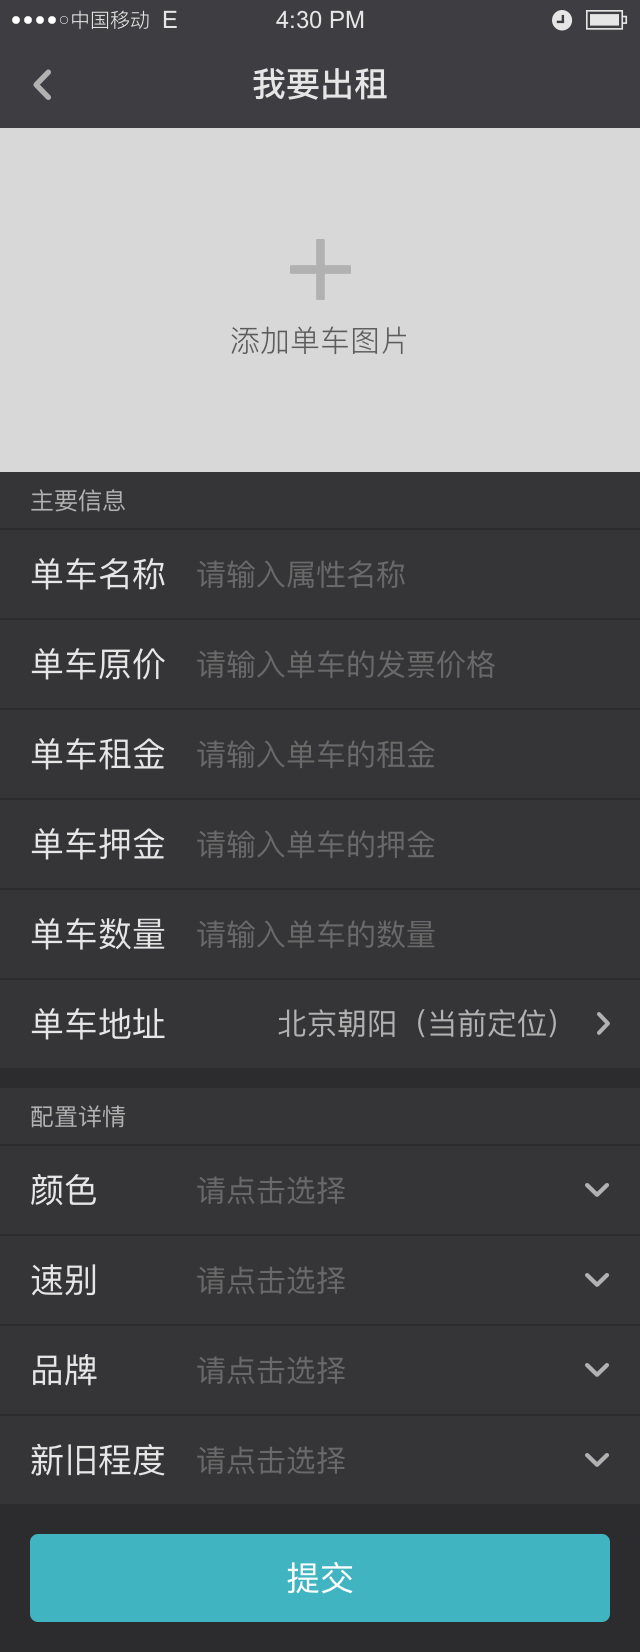 中国移动 E 4:30 PM
我要出租
添加单车图片
主要信息
单车名称 请输入属性名称
单车原价 请输入单车的发票价格
单车租金 请输入单车的租金
单车押金 请输入单车的押金
单车数量 请输入单车的数量
单车地址 北京朝阳（当前定位）
配置详情
颜色 请点击选择
速别 请点击选择
品牌 请点击选择
新旧程度 请点击选择
提交